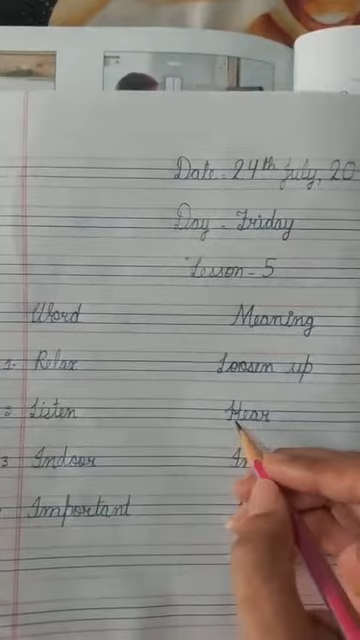 Date - 24th July, 20
Day - Friday
Lesson - 5
Word Meaning
1- Relax Loosen up
2 Listen Hear
3 Indoor In
Important